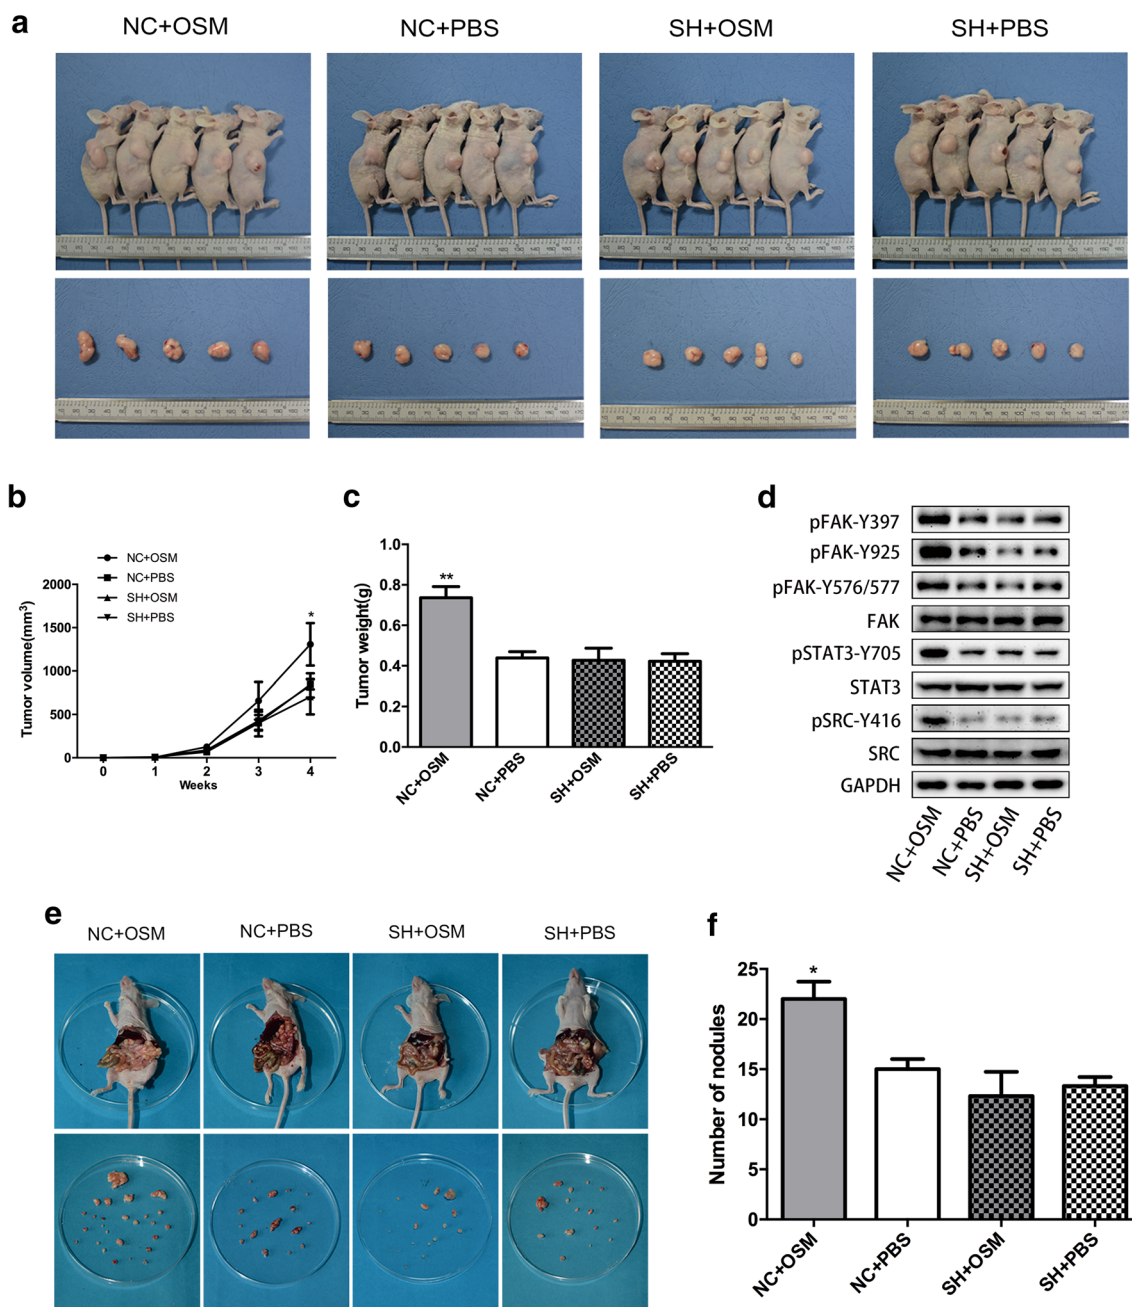 a
NC+OSM NC+PBS SH+OSM SH+PBS
b
NC+OSM
NC+PBS
SH+OSM
SH+PBS
Tumor volume(mm³)
2000
1500
1000
500
0
*
0 1 2 3 4
Weeks
c
Tumor weight(g)
1.0
0.8
0.6
0.4
0.2
0.0
**
NC+OSM NC+PBS SH+OSM SH+PBS
d
pFAK-Y397
pFAK-Y925
pFAK-Y576/577
FAK
pSTAT3-Y705
STAT3
pSRC-Y416
SRC
GAPDH
NC+OSM NC+PBS SH+OSM SH+PBS
e
NC+OSM NC+PBS SH+OSM SH+PBS
f
Number of nodules
25
20
15
10
5
0
*
NC+OSM NC+PBS SH+OSM SH+PBS